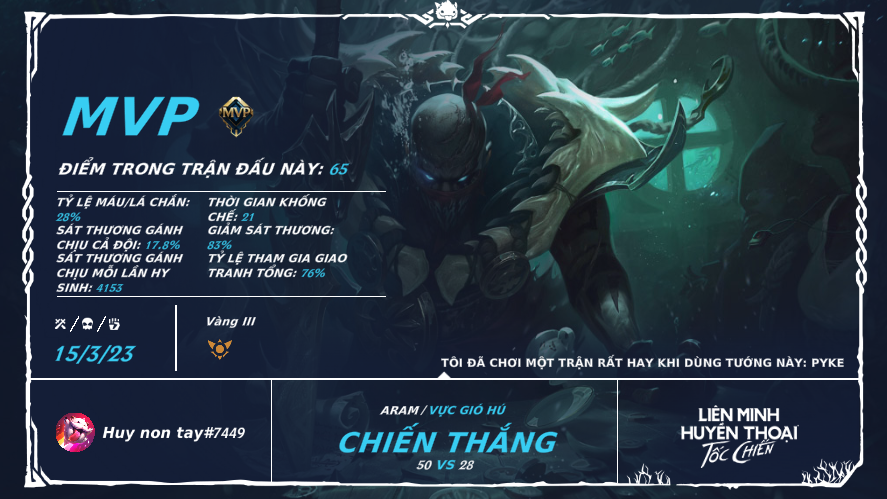 MVP
MVP
ĐIỂM TRONG TRẬN ĐẤU NÀY: 65
TỶ LỆ MÁU/LÁ CHẮN:
28%
SÁT THƯƠNG GÁNH
CHỊU CẢ ĐỘI: 17.8%
SÁT THƯƠNG GÁNH
CHỊU MỖI LẦN HY
SINH: 4153
THỜI GIAN KHỐNG
CHẾ: 21
GIẢM SÁT THƯƠNG:
83%
TỶ LỆ THAM GIA GIAO
TRANH TỔNG: 76%
15/3/23
Vàng III
TÔI ĐÃ CHƠI MỘT TRẬN RẤT HAY KHI DÙNG TƯỚNG NÀY: PYKE
Huy non tay#7449
ARAM/VỰC GIÓ HÚ
CHIẾN THẮNG
50 VS 28
LIÊN MINH
HUYỀN THOẠI
TỐC CHIẾN